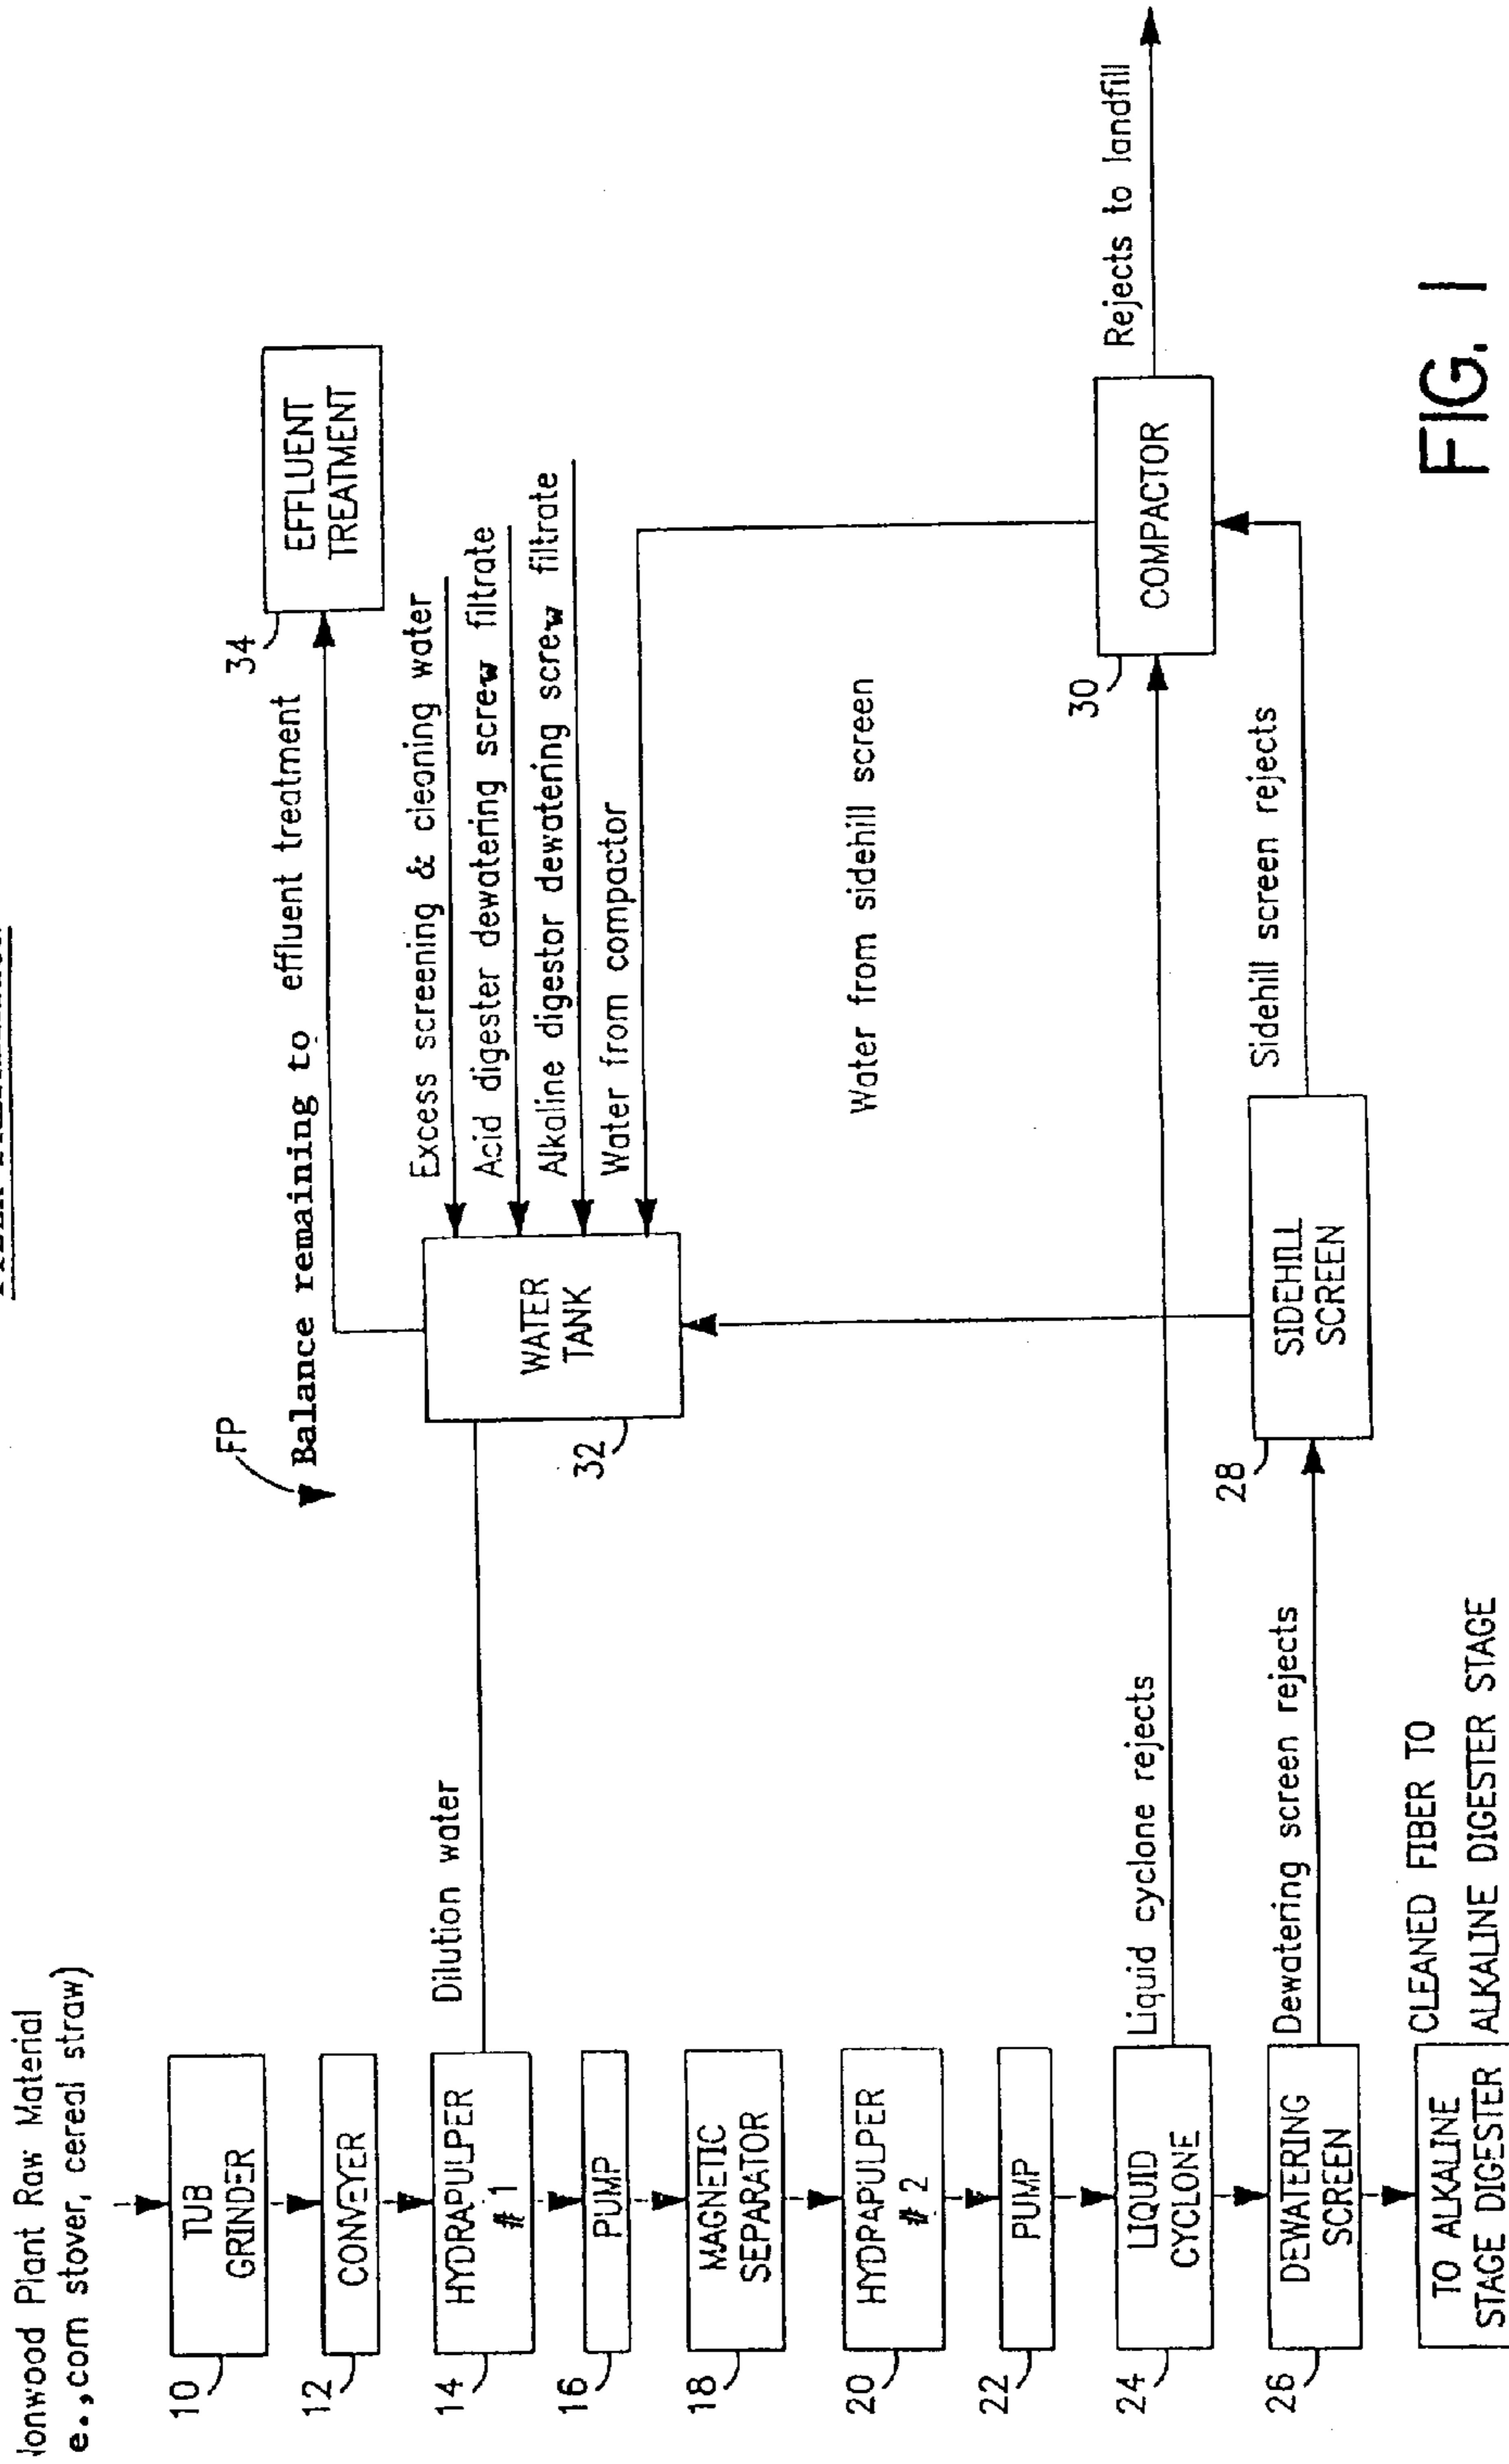 e., corn stover, cereal straw)
Plant Raw Material
10
TUB
GRINDER
12
CONVEYER
14
HYDRAPULPER
# 1
16
PUMP
18
MAGNETIC
SEPARATOR
20
HYDRAPULPER
# 2
22
PUMP
24
LIQUID
CYCLONE
26
DEWATERING
SCREEN
TO ALKALINE
STAGE DIGESTER
CLEANED FIBER TO
ALKALINE DIGESTER STAGE
Dilution water
Liquid cyclone rejects
Dewatering screen rejects
FP
Balance remaining to effluent treatment
34
EFFLUENT
TREATMENT
32
WATER
TANK
Excess screening & cleaning water
Acid digester dewatering screw filtrate
Alkaline digestor dewatering screw filtrate
Water from compactor
Water from sidehill screen
28
SIDEHILL
SCREEN
Sidehill screen rejects
30
COMPACTOR
Rejects to landfill
FIG. 1